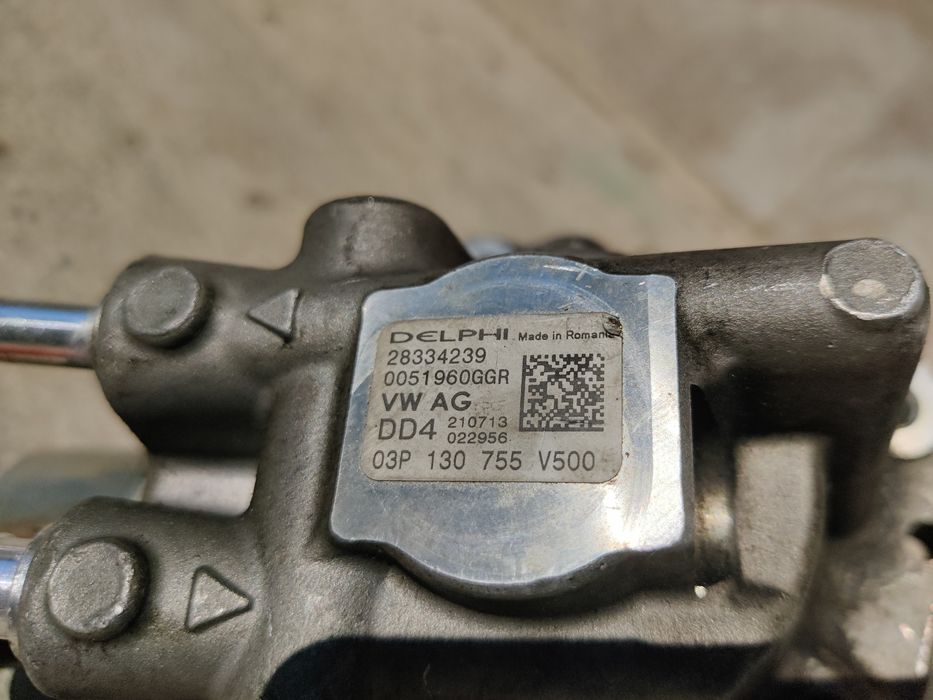 DELPHI Made in Romania
28334239
0051960GGR
VW AG
DD4 210713
022956
03P 130 755 V500